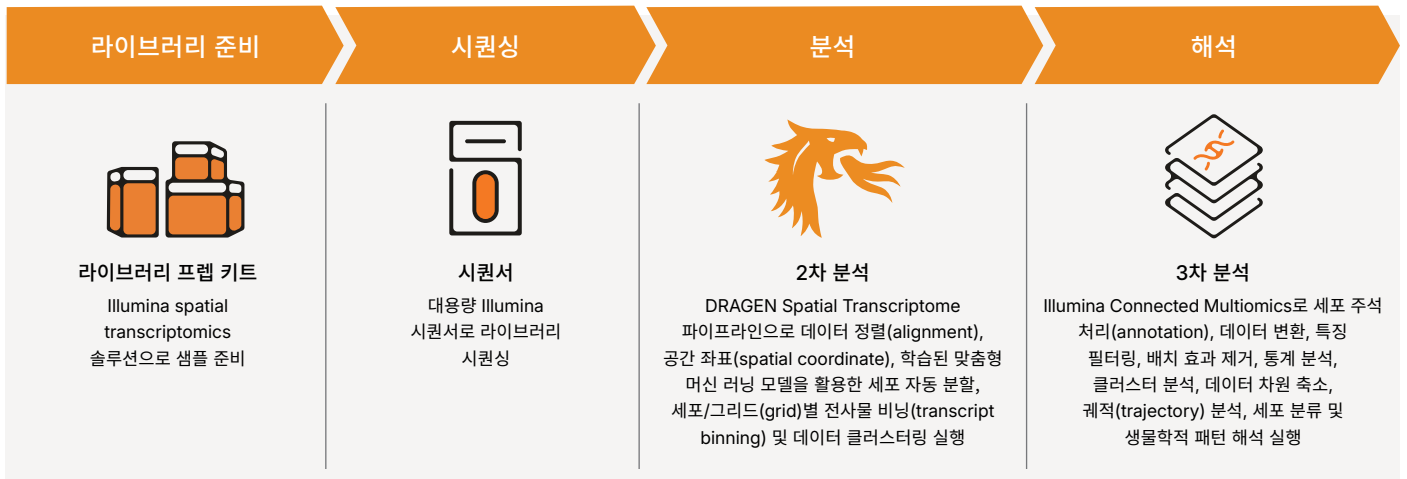 라이브러리 준비
시퀀싱
분석
해석
라이브러리 프렙 키트
Illumina spatial
transcriptomics
솔루션으로 샘플 준비
시퀀서
대용량 Illumina
시퀀서로 라이브러리
시퀀싱
2차 분석
DRAGEN Spatial Transcriptome
파이프라인으로 데이터 정렬(alignment),
공간 좌표(spatial coordinate), 학습된 맞춤형
머신 러닝 모델을 활용한 세포 자동 분할,
세포/그리드(grid)별 전사물 비닝(transcript
binning) 및 데이터 클러스터링 실행
3차 분석
Illumina Connected Multiomics로 세포 주석
처리(annotation), 데이터 변환, 특징
필터링, 배치 효과 제거, 통계 분석,
클러스터 분석, 데이터 차원 축소,
궤적(trajectory) 분석, 세포 분류 및
생물학적 패턴 해석 실행